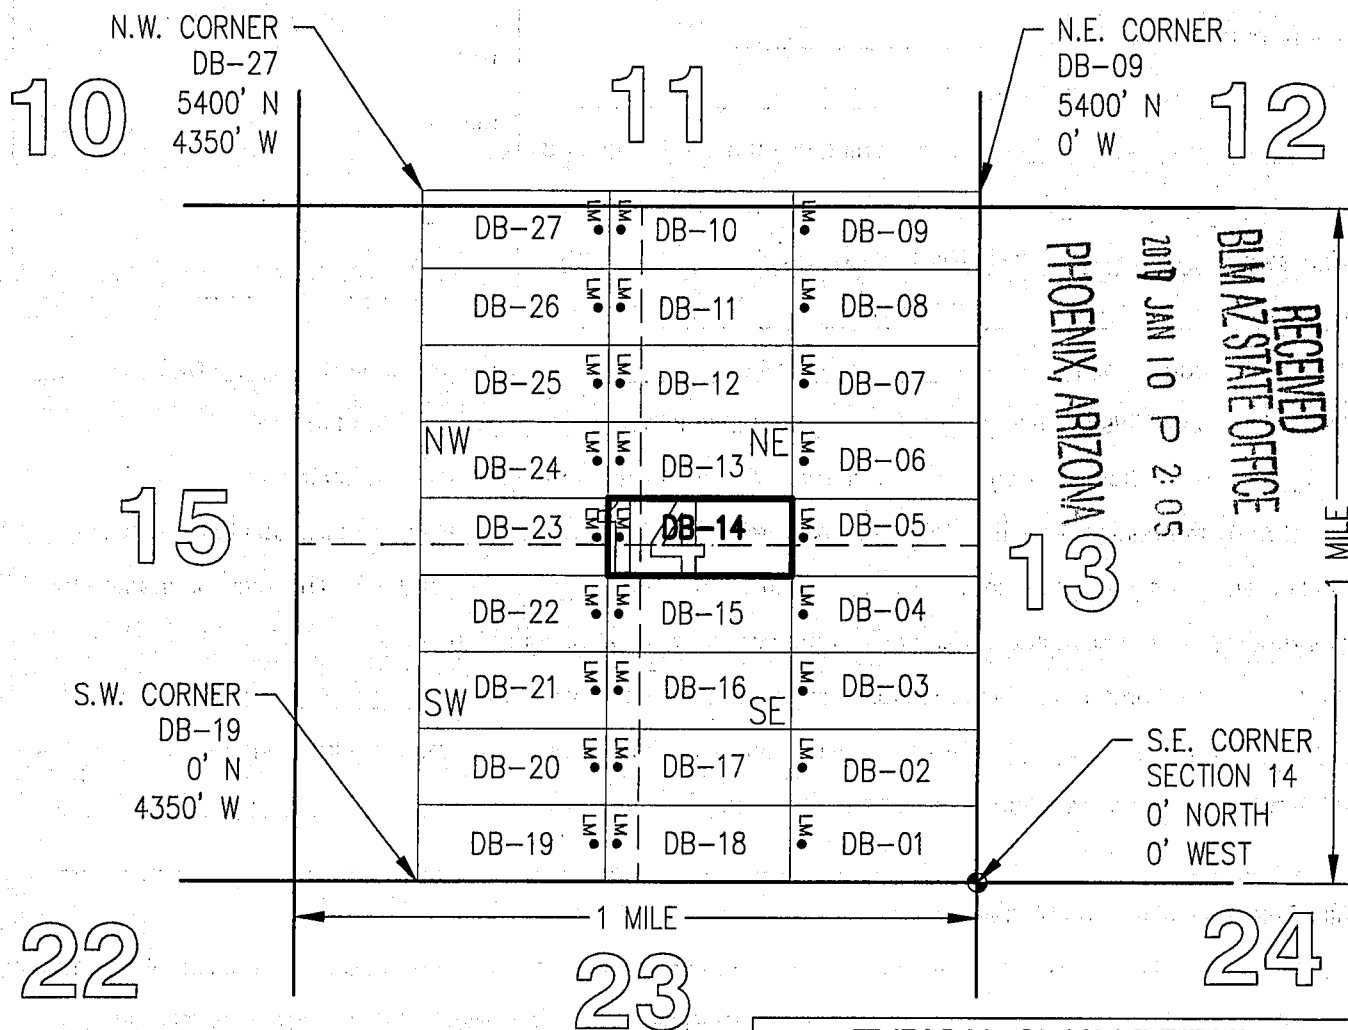 N.W. CORNER
DB-27
5400' N
4350' W
N.E. CORNER
DB-09
5400' N
0' W
10
11
12
LM LM LM
DB-27 DB-10 DB-09
LM LM LM
DB-26 DB-11 DB-08
LM LM LM
DB-25 DB-12 DB-07
NW NE
LM LM LM
DB-24 DB-13 DB-06
LM LM LM
DB-23 DB-14 DB-05
15
14
13
LM LM LM
DB-22 DB-15 DB-04
LM LM LM
DB-21 DB-16 DB-03
SW SE
LM LM LM
DB-20 DB-17 DB-02
LM LM LM
DB-19 DB-18 DB-01
RECEIVED
BLM AZ STATE OFFICE
JAN 10 P 2:05
PHOENIX, ARIZONA
1 MILE
S.W. CORNER
DB-19
0' N
4350' W
S.E. CORNER
SECTION 14
0' NORTH
0' WEST
1 MILE
22
23
24